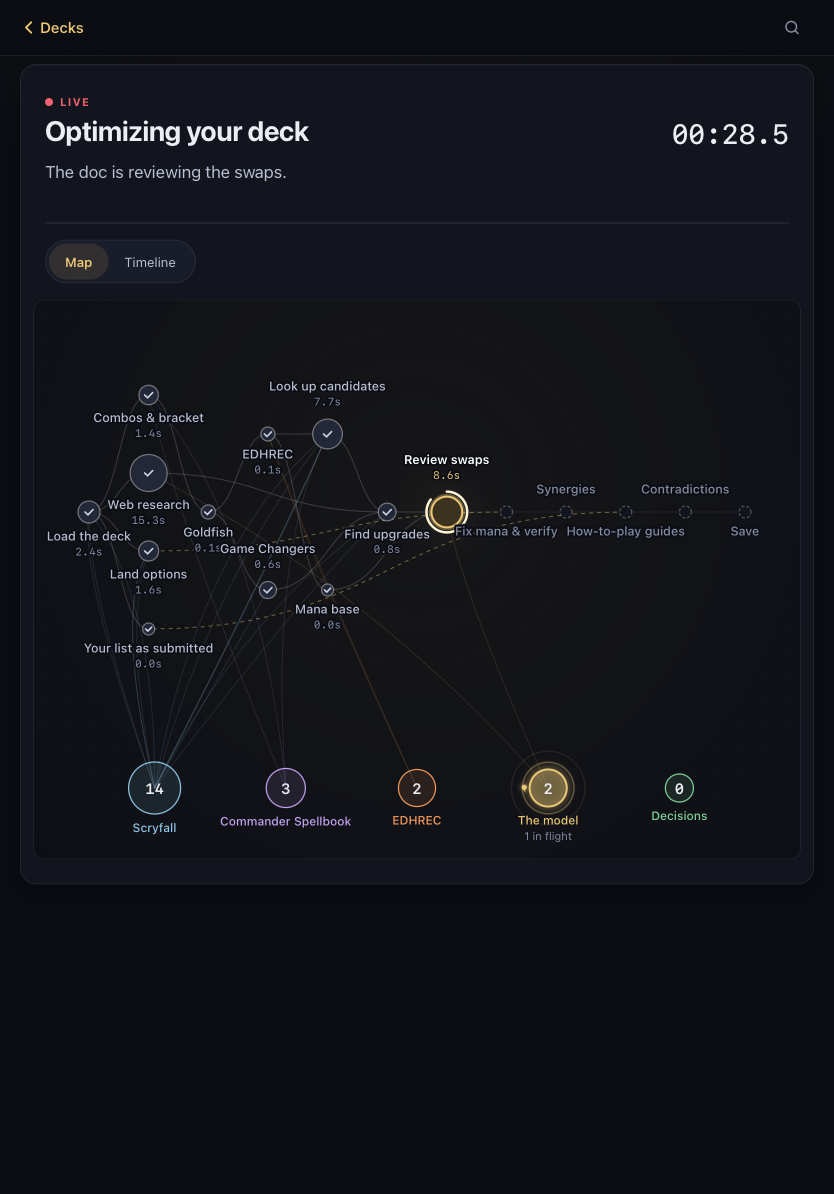 Decks
LIVE
Optimizing your deck
00:28.5
The doc is reviewing the swaps.
Map
Timeline
Look up candidates
7.7s
Combos & bracket
1.4s
EDHREC
0.1s
Review swaps
8.6s
Synergies
Contradictions
Web research
15.3s
Goldfish
0.1s
Load the deck
2.4s
Find upgrades
0.8s
Fix mana & verify
How-to-play guides
Save
Game Changers
0.6s
Land options
1.6s
Mana base
0.0s
Your list as submitted
0.0s
14
3
2
2
0
Scryfall
Commander Spellbook
EDHREC
The model
1 in flight
Decisions